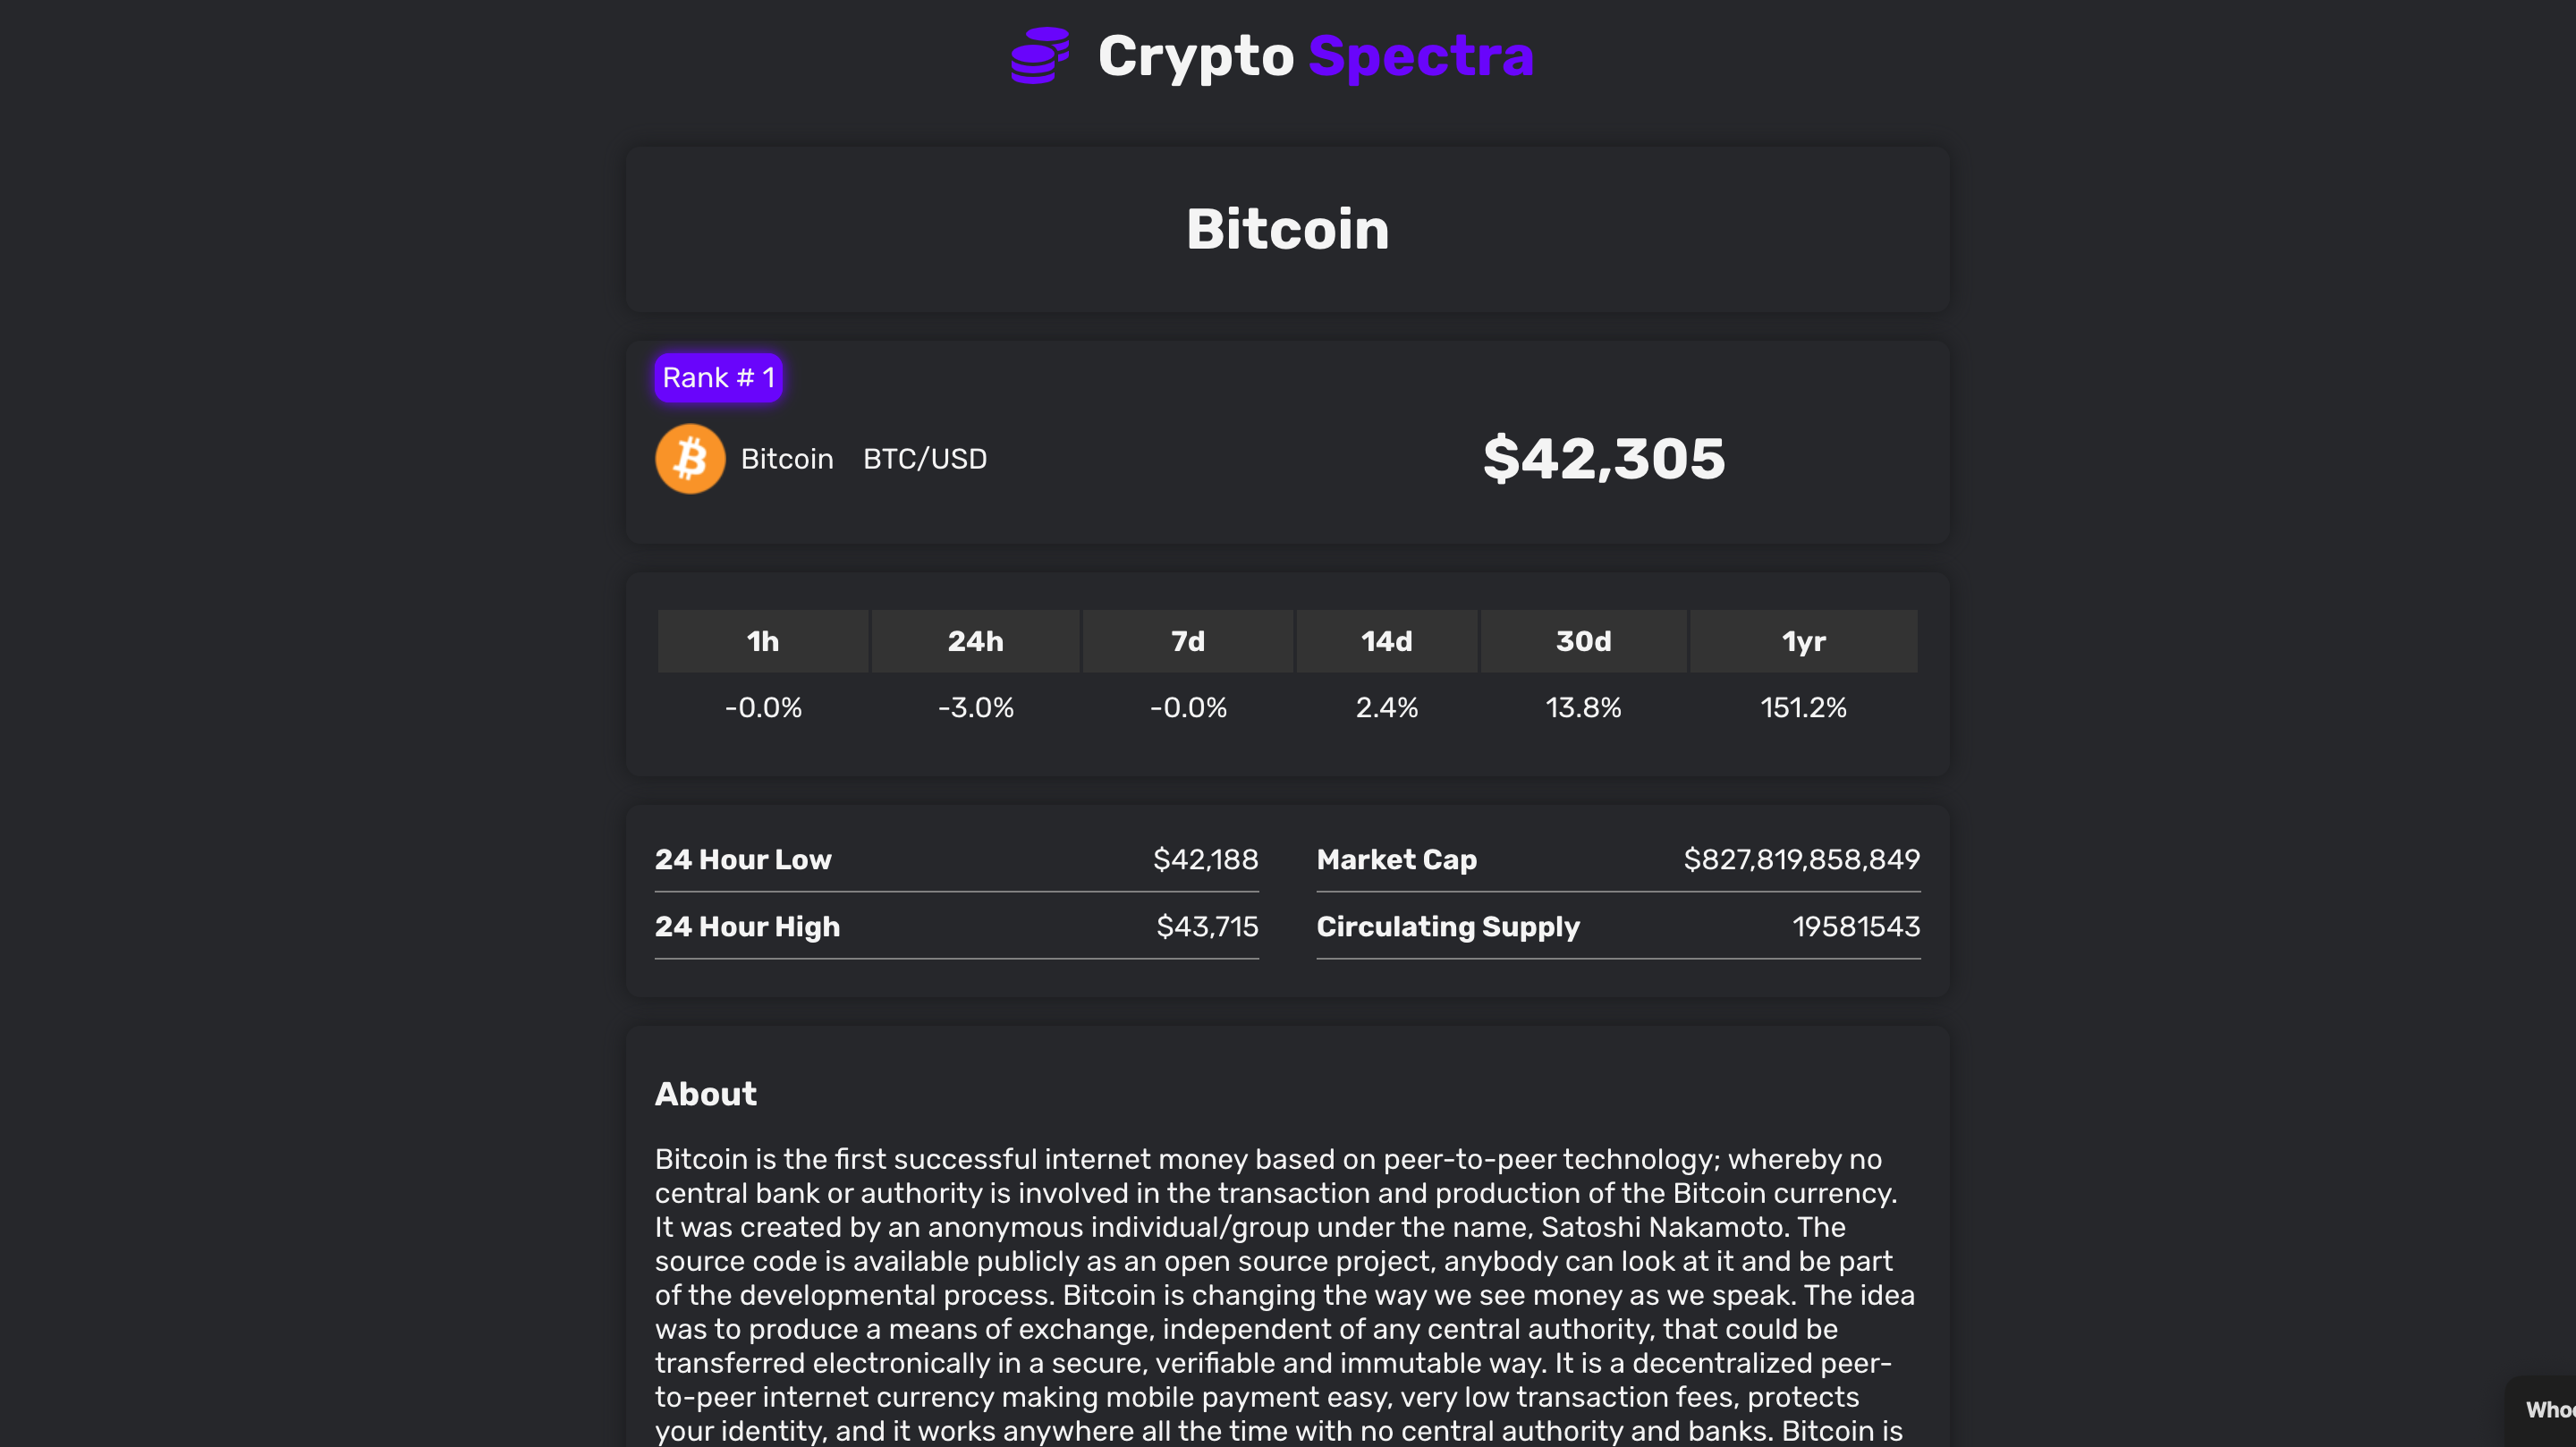 Crypto Spectra
Bitcoin
Rank # 1
Bitcoin BTC/USD
$42,305
1h 24h 7d 14d 30d 1yr
-0.0% -3.0% -0.0% 2.4% 13.8% 151.2%
24 Hour Low $42,188
24 Hour High $43,715
Market Cap $827,819,858,849
Circulating Supply 19581543
About
Bitcoin is the first successful internet money based on peer-to-peer technology; whereby no
central bank or authority is involved in the transaction and production of the Bitcoin currency.
It was created by an anonymous individual/group under the name, Satoshi Nakamoto. The
source code is available publicly as an open source project, anybody can look at it and be part
of the developmental process. Bitcoin is changing the way we see money as we speak. The idea
was to produce a means of exchange, independent of any central authority, that could be
transferred electronically in a secure, verifiable and immutable way. It is a decentralized peer-
to-peer internet currency making mobile payment easy, very low transaction fees, protects
your identity, and it works anywhere all the time with no central authority and banks. Bitcoin is